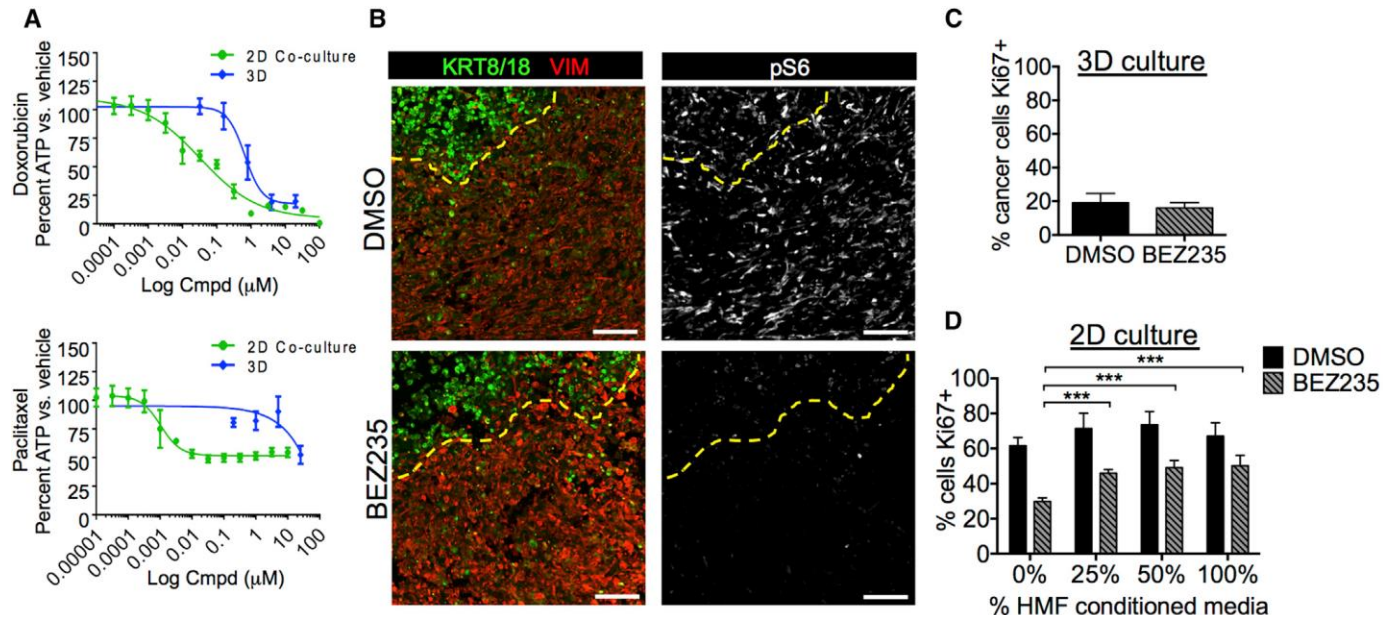 A
150
125
100
75
50
25
0
Doxorubicin
Percent ATP vs. vehicle
2D Co-culture
3D
0.0001
0.001
0.01
0.1
1
10
100
Log Cmpd (μM)
150
125
100
75
50
25
0
Paclitaxel
Percent ATP vs. vehicle
2D Co-culture
3D
0.00001
0.0001
0.001
0.01
0.1
1
10
100
Log Cmpd (μM)
B
KRT8/18 VIM
pS6
DMSO
BEZ235
C
3D culture
100
80
60
40
20
0
% cancer cells Ki67+
DMSO BEZ235
D
2D culture
DMSO
BEZ235
***
***
***
100
80
60
40
20
0
% cells Ki67+
0% 25% 50% 100%
% HMF conditioned media